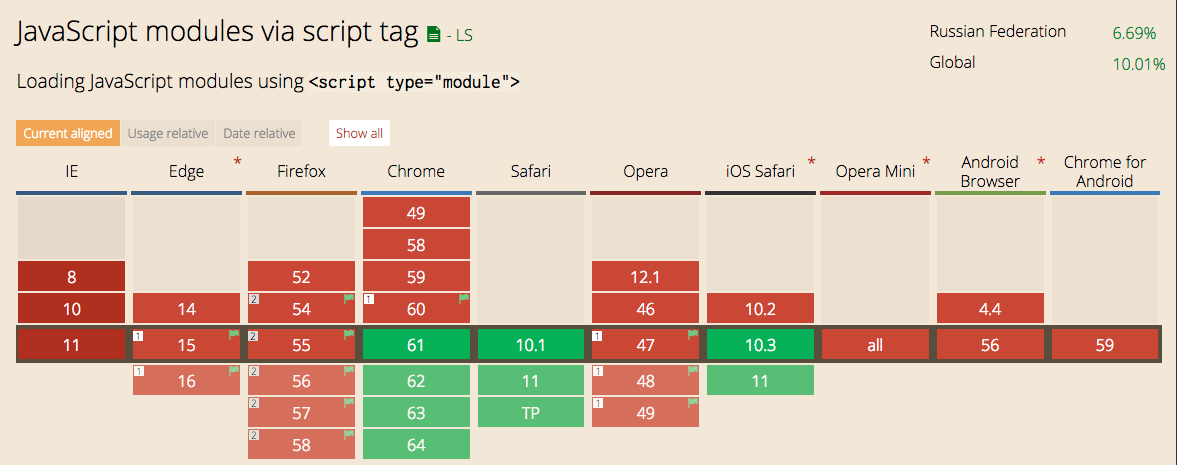 JavaScript modules via script tag - LS
Russian Federation 6.69%
Global 10.01%
Loading JavaScript modules using <script type="module">
Current aligned Usage relative Date relative Show all
IE Edge * Firefox Chrome Safari Opera iOS Safari * Opera Mini * Android Browser * Chrome for Android
49
58
8 52 59 12.1
10 14 2 54 1 60 46 10.2 4.4
11 1 15 2 55 61 10.1 1 47 10.3 all 56 59
1 16 2 56 62 11 1 48 11
2 57 63 TP 1 49
2 58 64